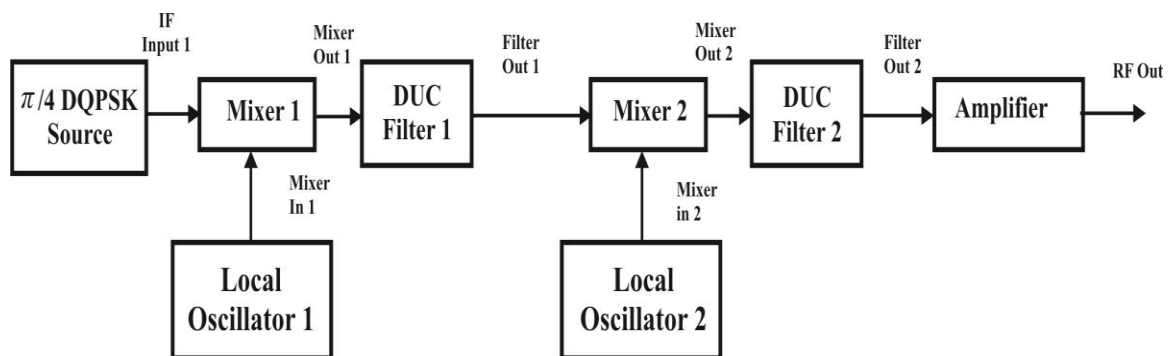 IF
Input 1
π/4 DQPSK
Source
Mixer 1
Mixer
Out 1
DUC
Filter 1
Filter
Out 1
Mixer 2
Mixer
Out 2
DUC
Filter 2
Filter
Out 2
Amplifier
RF Out
Mixer
In 1
Mixer
in 2
Local
Oscillator 1
Local
Oscillator 2